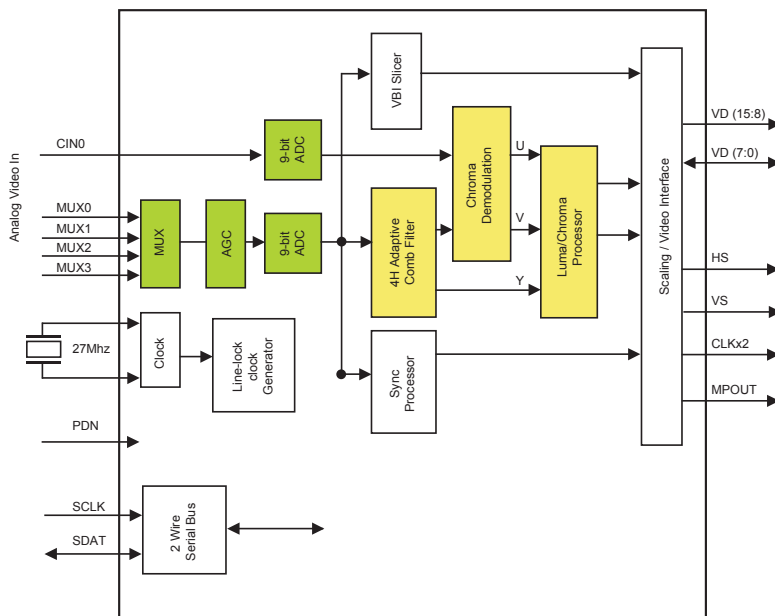 Analog Video In
CIN0
MUX0
MUX1
MUX2
MUX3
27Mhz
PDN
SCLK
SDAT
MUX
AGC
9-bit
ADC
9-bit
ADC
Clock
Line-lock
clock
Generator
2 Wire
Serial Bus
VBI Slicer
4H Adaptive
Comb Filter
Sync
Processor
Chroma
Demodulation
U
V
Y
Luma/Chroma
Processor
Scaling / Video Interface
VD (15:8)
VD (7:0)
HS
VS
CLKx2
MPOUT